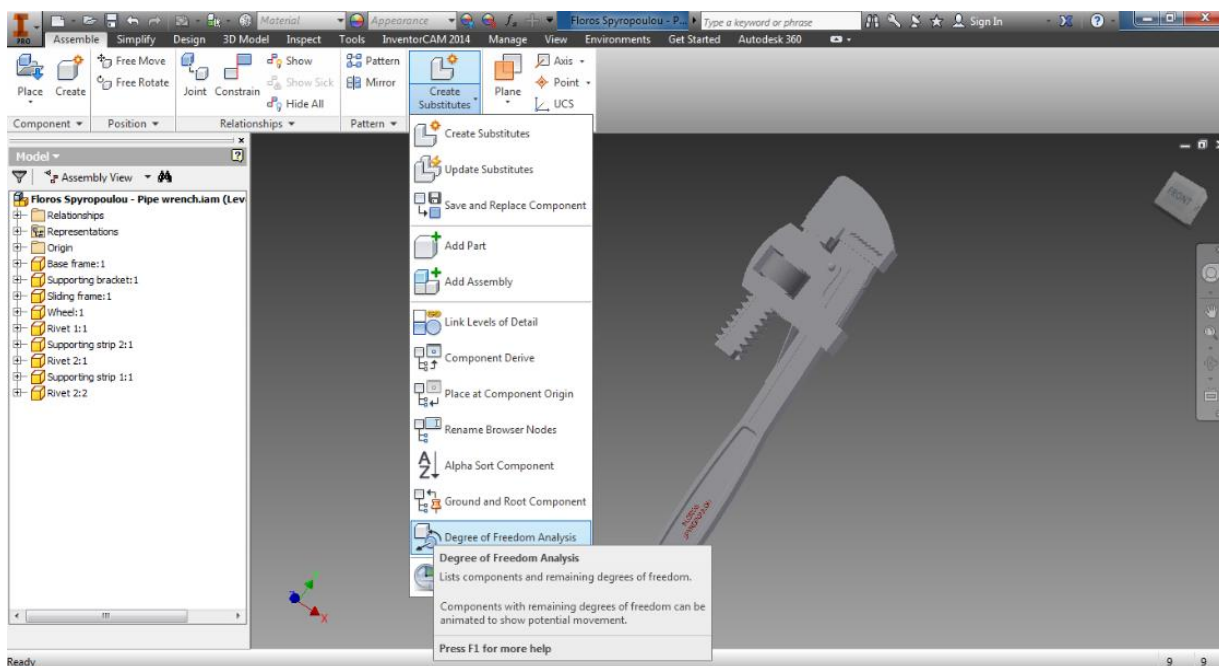 PRO
Material
Appearance
Floros Spyropoulou - P...
Type a keyword or phrase
Sign In
Assemble Simplify Design 3D Model Inspect Tools InventorCAM 2014 Manage View Environments Get Started Autodesk 360
Place
Create
Free Move
Free Rotate
Joint
Constrain
Show
Show Sick
Hide All
Pattern
Mirror
Create
Substitutes
Plane
Axis
Point
UCS
Component
Position
Relationships
Pattern
Model
Assembly View
Floros Spyropoulou - Pipe wrench.iam (Lev
Relationships
Representations
Origin
Base frame:1
Supporting bracket:1
Sliding frame:1
Wheel:1
Rivet 1:1
Supporting strip 2:1
Rivet 2:1
Supporting strip 1:1
Rivet 2:2
Create Substitutes
Update Substitutes
Save and Replace Component
Add Part
Add Assembly
Link Levels of Detail
Component Derive
Place at Component Origin
Rename Browser Nodes
Alpha Sort Component
Ground and Root Component
Degree of Freedom Analysis
Degree of Freedom Analysis
Lists components and remaining degrees of freedom.
Components with remaining degrees of freedom can be
animated to show potential movement.
Press F1 for more help
FRONT
X
Ready
9 9